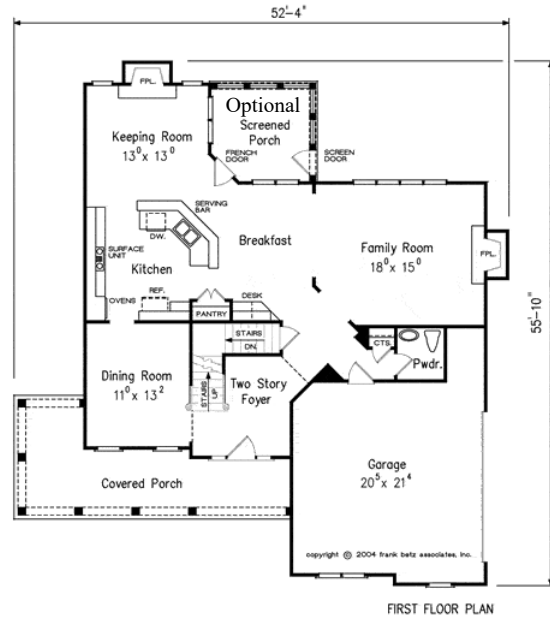 52'-4"
FPL.
Optional
Screened
Porch
Keeping Room
13⁰ x 13⁰
FRENCH
DOOR
SCREEN
DOOR
SERVING
BAR
DW.
Breakfast
Family Room
18⁰ x 15⁰
FPL.
SURFACE
UNIT
Kitchen
REF.
OVENS
DESK
PANTRY
55'-10"
STAIRS
DN.
CTS.
Pwdr.
Dining Room
11⁰ x 13²
STAIRS
UP
Two Story
Foyer
Garage
20⁵ x 21⁴
Covered Porch
copyright © 2004 frank betz associates, inc.
FIRST FLOOR PLAN